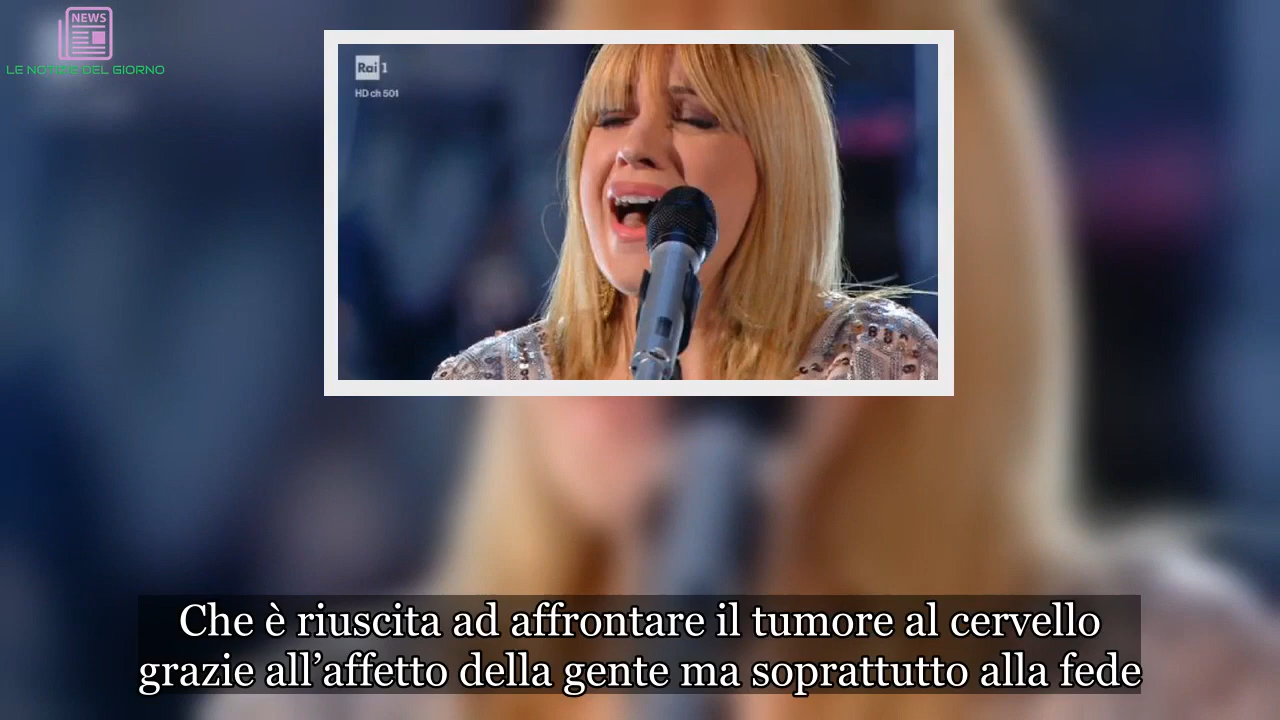 NEWS
LE NOTIZIE DEL GIORNO
Rai 1
HD ch 501
Che è riuscita ad affrontare il tumore al cervello
grazie all’affetto della gente ma soprattutto alla fede